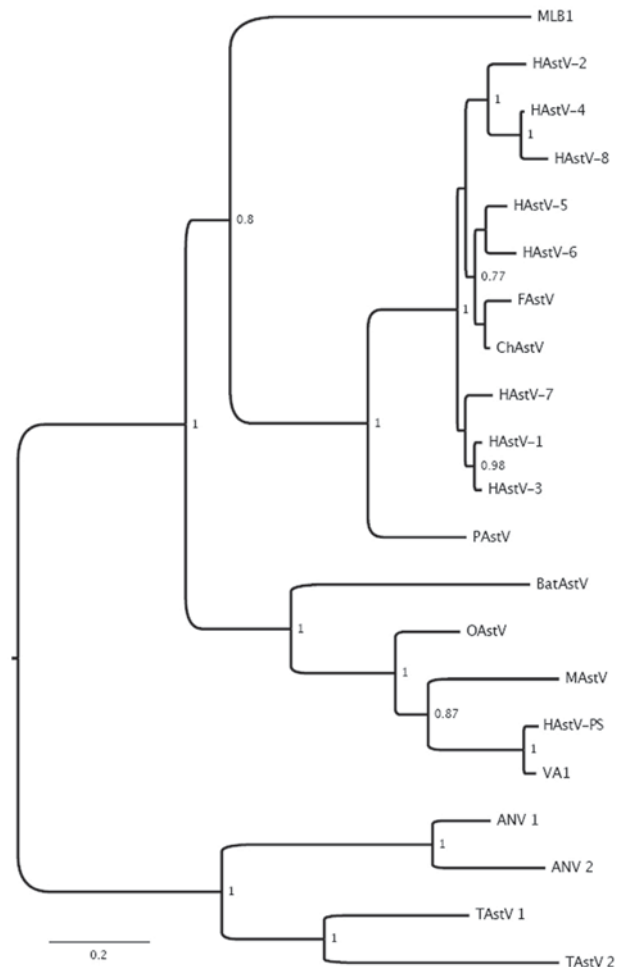 MLB1
HAstV–2
1
HAstV–4
1
HAstV–8
HAstV–5
0.8
HAstV–6
0.77
FAstV
1
ChAstV
HAstV–7
1
1
HAstV–1
0.98
HAstV–3
PAstV
BatAstV
1
OAstV
1
MAstV
0.87
HAstV–PS
1
VA1
ANV 1
1
ANV 2
1
TAstV 1
1
0.2
TAstV 2